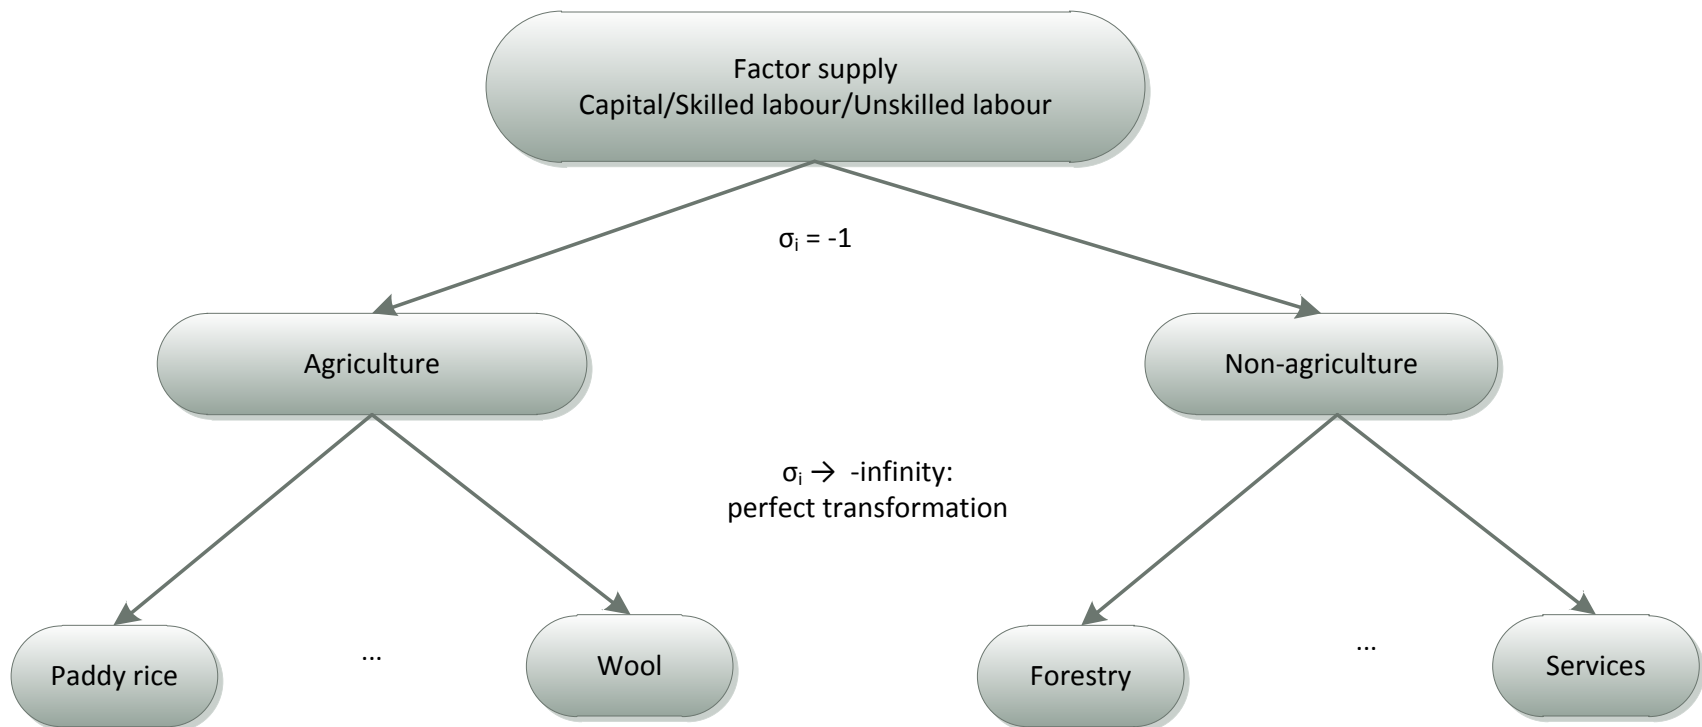 Factor supply
Capital/Skilled labour/Unskilled labour
σi = -1
Agriculture
Non-agriculture
σi → -infinity:
perfect transformation
Paddy rice
...
Wool
Forestry
...
Services